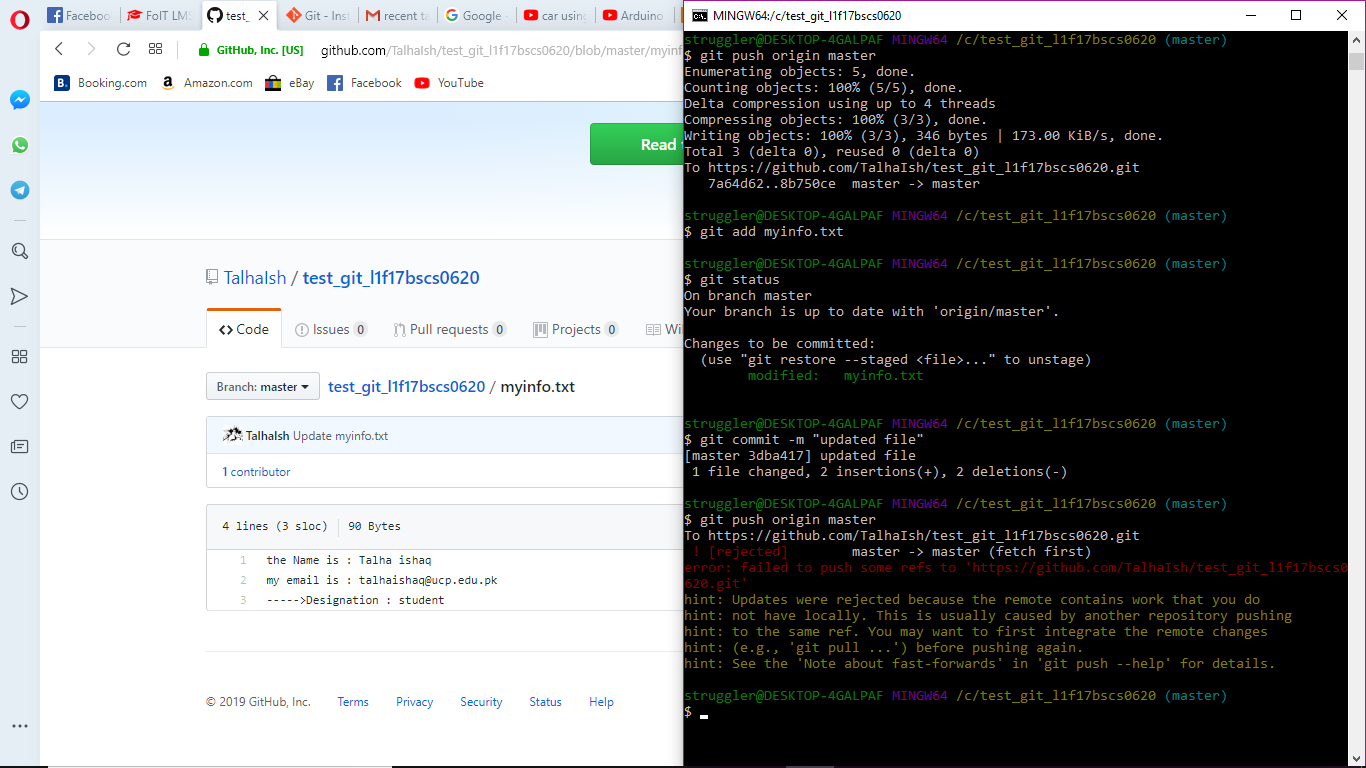 Facebook
FoIT LMS
test_
Git - Inst
recent ta
Google -
car using
Arduino
GitHub, Inc. [US]
github.com/TalhaIsh/test_git_l1f17bscs0620/blob/master/myinfo
Booking.com
Amazon.com
eBay
Facebook
YouTube
Read
TalhaIsh / test_git_l1f17bscs0620
Code
Issues 0
Pull requests 0
Projects 0
Wi
Branch: master
test_git_l1f17bscs0620 / myinfo.txt
TalhaIsh Update myinfo.txt
1 contributor
4 lines (3 sloc)
90 Bytes
1 the Name is : Talha ishaq
2 my email is : talhaishaq@ucp.edu.pk
3 ----->Designation : student
© 2019 GitHub, Inc.
Terms
Privacy
Security
Status
Help
MINGW64:/c/test_git_l1f17bscs0620
struggler@DESKTOP-4GALPAF MINGW64 /c/test_git_l1f17bscs0620 (master)
$ git push origin master
Enumerating objects: 5, done.
Counting objects: 100% (5/5), done.
Delta compression using up to 4 threads
Compressing objects: 100% (3/3), done.
Writing objects: 100% (3/3), 346 bytes | 173.00 KiB/s, done.
Total 3 (delta 0), reused 0 (delta 0)
To https://github.com/TalhaIsh/test_git_l1f17bscs0620.git
7a64d62..8b750ce master -> master
struggler@DESKTOP-4GALPAF MINGW64 /c/test_git_l1f17bscs0620 (master)
$ git add myinfo.txt
struggler@DESKTOP-4GALPAF MINGW64 /c/test_git_l1f17bscs0620 (master)
$ git status
On branch master
Your branch is up to date with 'origin/master'.
Changes to be committed:
(use "git restore --staged <file>..." to unstage)
modified: myinfo.txt
struggler@DESKTOP-4GALPAF MINGW64 /c/test_git_l1f17bscs0620 (master)
$ git commit -m "updated file"
[master 3dba417] updated file
1 file changed, 2 insertions(+), 2 deletions(-)
struggler@DESKTOP-4GALPAF MINGW64 /c/test_git_l1f17bscs0620 (master)
$ git push origin master
To https://github.com/TalhaIsh/test_git_l1f17bscs0620.git
! [rejected] master -> master (fetch first)
error: failed to push some refs to 'https://github.com/TalhaIsh/test_git_l1f17bscs0
620.git'
hint: Updates were rejected because the remote contains work that you do
hint: not have locally. This is usually caused by another repository pushing
hint: to the same ref. You may want to first integrate the remote changes
hint: (e.g., 'git pull ...') before pushing again.
hint: See the 'Note about fast-forwards' in 'git push --help' for details.
struggler@DESKTOP-4GALPAF MINGW64 /c/test_git_l1f17bscs0620 (master)
$